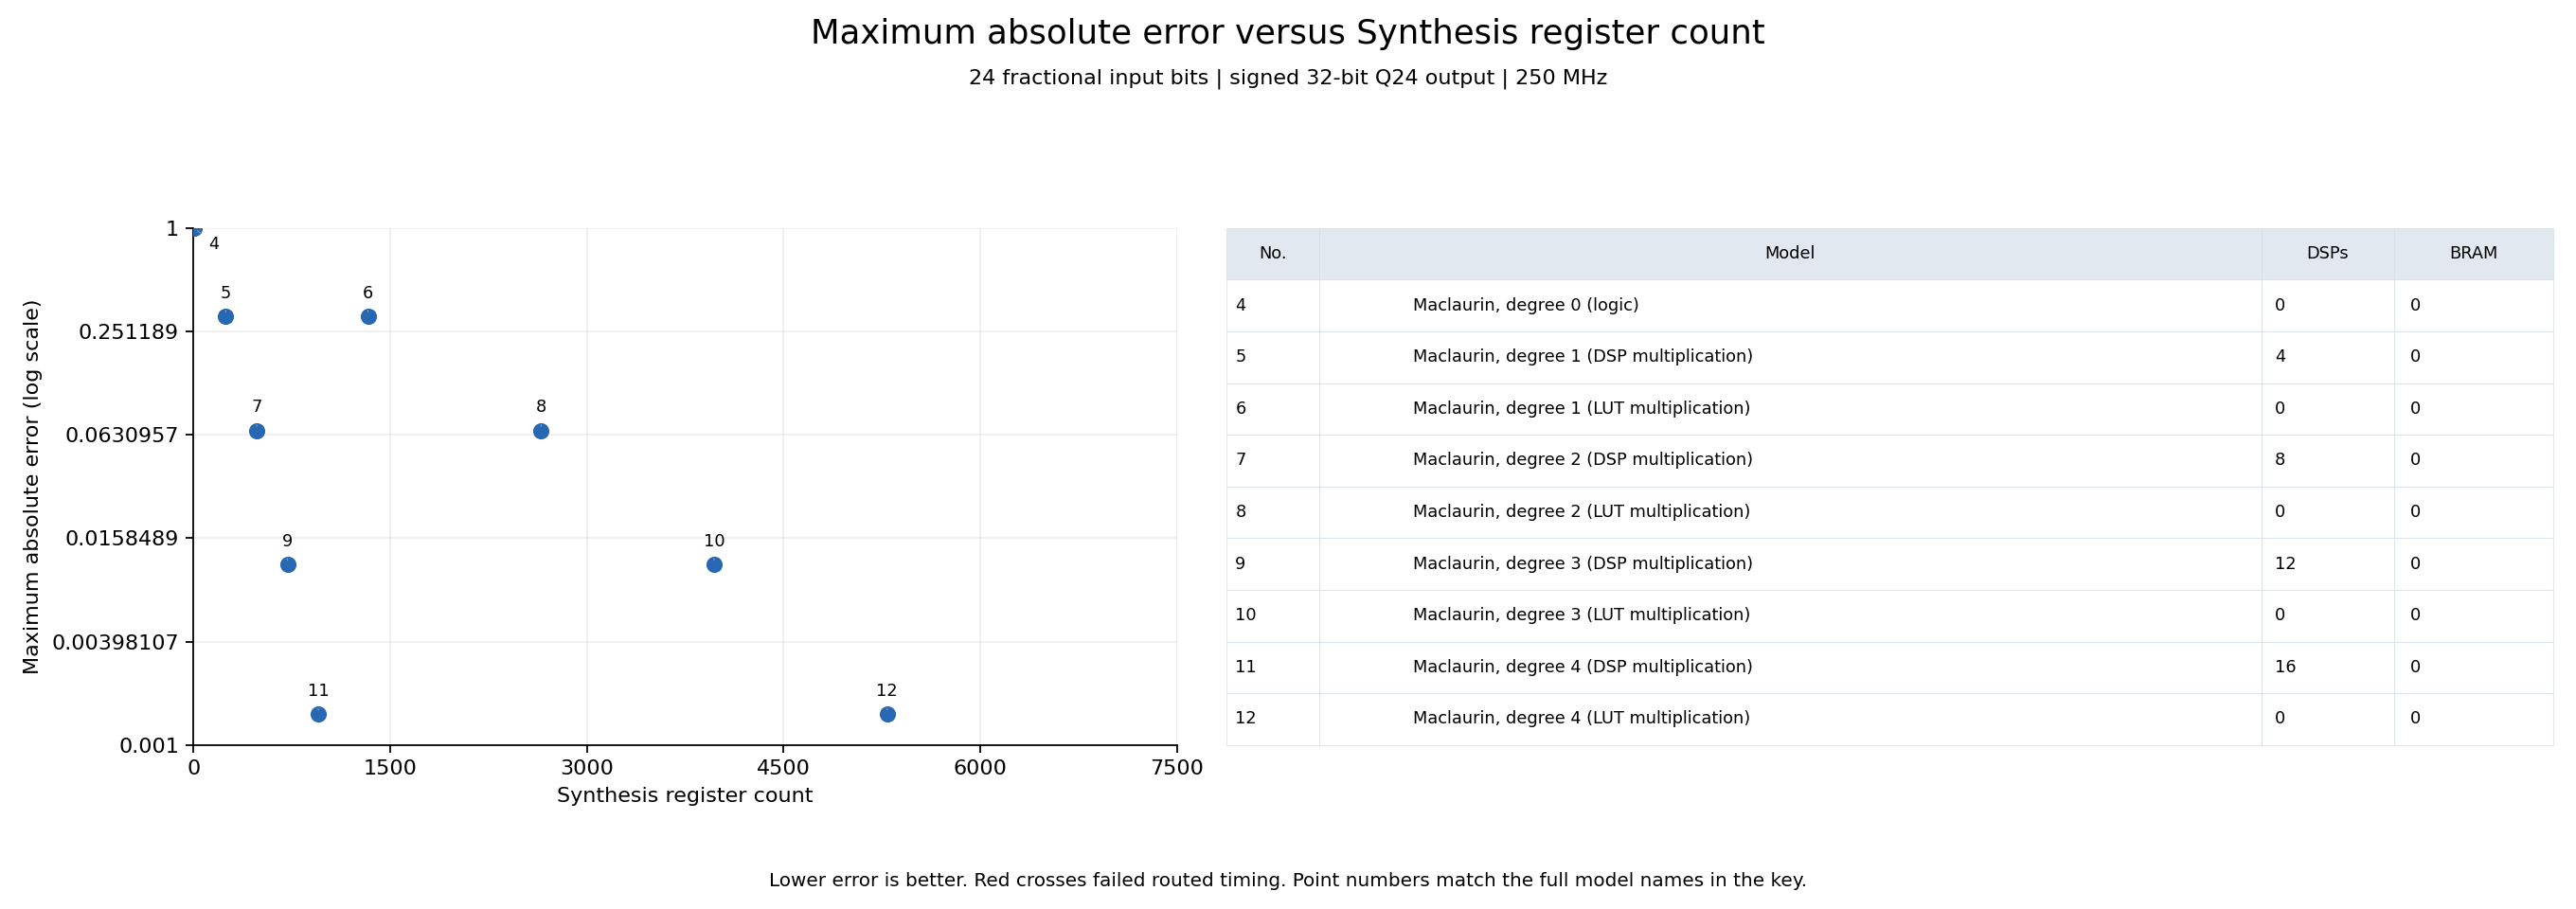 Maximum absolute error versus Synthesis register count
24 fractional input bits | signed 32-bit Q24 output | 250 MHz
Maximum absolute error (log scale)
1
0.251189
0.0630957
0.0158489
0.00398107
0.001
4
5
6
7
8
9
10
11
12
0
1500
3000
4500
6000
7500
Synthesis register count
No. Model DSPs BRAM
4 Maclaurin, degree 0 (logic) 0 0
5 Maclaurin, degree 1 (DSP multiplication) 4 0
6 Maclaurin, degree 1 (LUT multiplication) 0 0
7 Maclaurin, degree 2 (DSP multiplication) 8 0
8 Maclaurin, degree 2 (LUT multiplication) 0 0
9 Maclaurin, degree 3 (DSP multiplication) 12 0
10 Maclaurin, degree 3 (LUT multiplication) 0 0
11 Maclaurin, degree 4 (DSP multiplication) 16 0
12 Maclaurin, degree 4 (LUT multiplication) 0 0
Lower error is better. Red crosses failed routed timing. Point numbers match the full model names in the key.